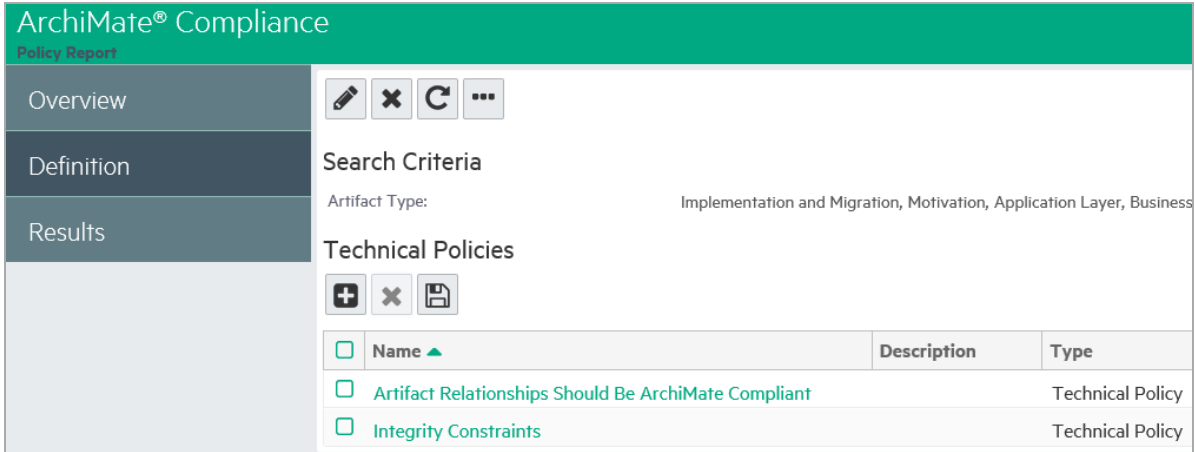 ArchiMate® Compliance
Policy Report
Overview
Definition
Results
Search Criteria
Artifact Type: Implementation and Migration, Motivation, Application Layer, Business
Technical Policies
Name Description Type
Artifact Relationships Should Be ArchiMate Compliant Technical Policy
Integrity Constraints Technical Policy